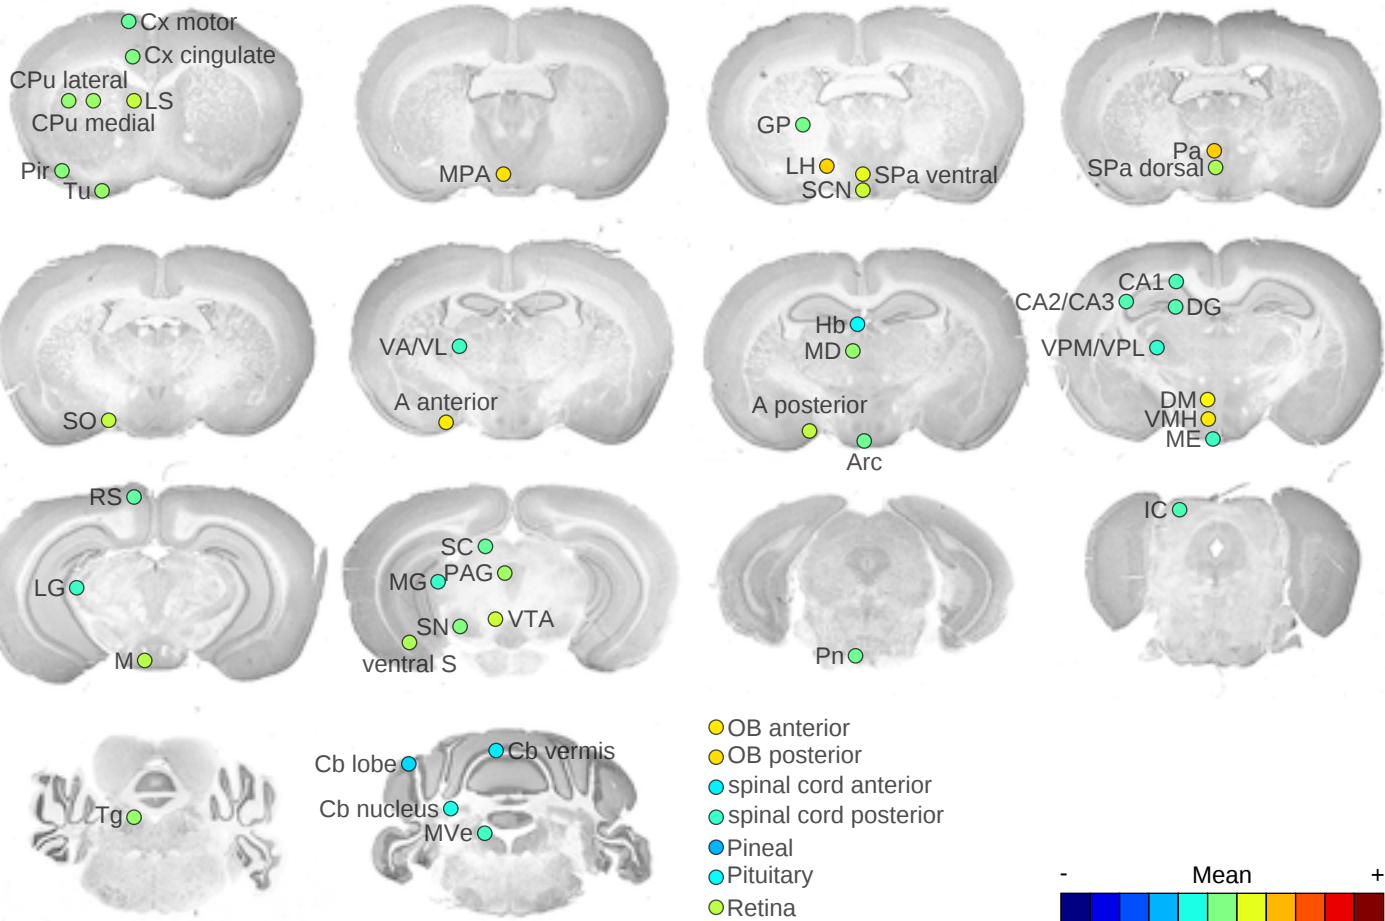 Cx motor
Cx cingulate
CPu lateral
LS
CPu medial
Pir
Tu
MPA
GP
LH
SPa ventral
SCN
Pa
SPa dorsal
SO
VA/VL
A anterior
Hb
MD
A posterior
Arc
CA1
CA2/CA3
DG
VPM/VPL
DM
VMH
ME
RS
LG
M
SC
MG
PAG
SN
VTA
ventral S
Pn
IC
Tg
Cb lobe
Cb vermis
Cb nucleus
MVe
OB anterior
OB posterior
spinal cord anterior
spinal cord posterior
Pineal
Pituitary
Retina
- Mean +